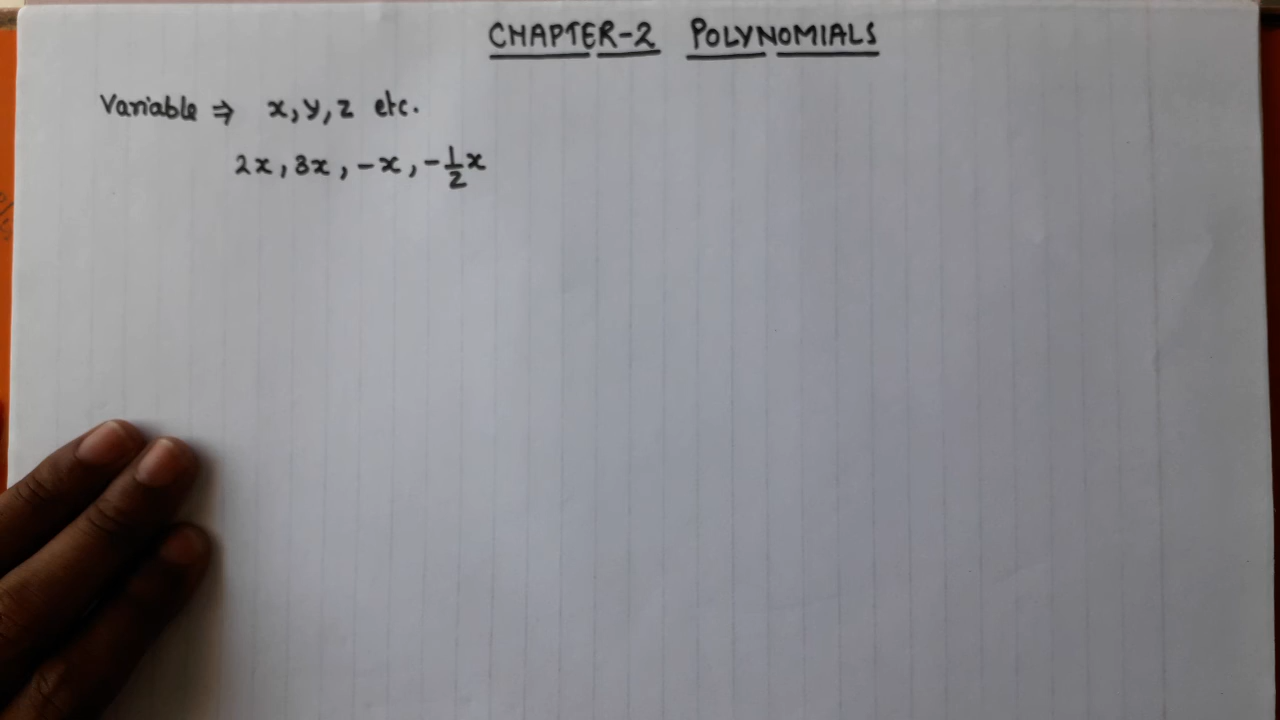 CHAPTER-2 POLYNOMIALS
Variable ⇒ x, y, z etc.
2x, 3x, -x, -1/2x